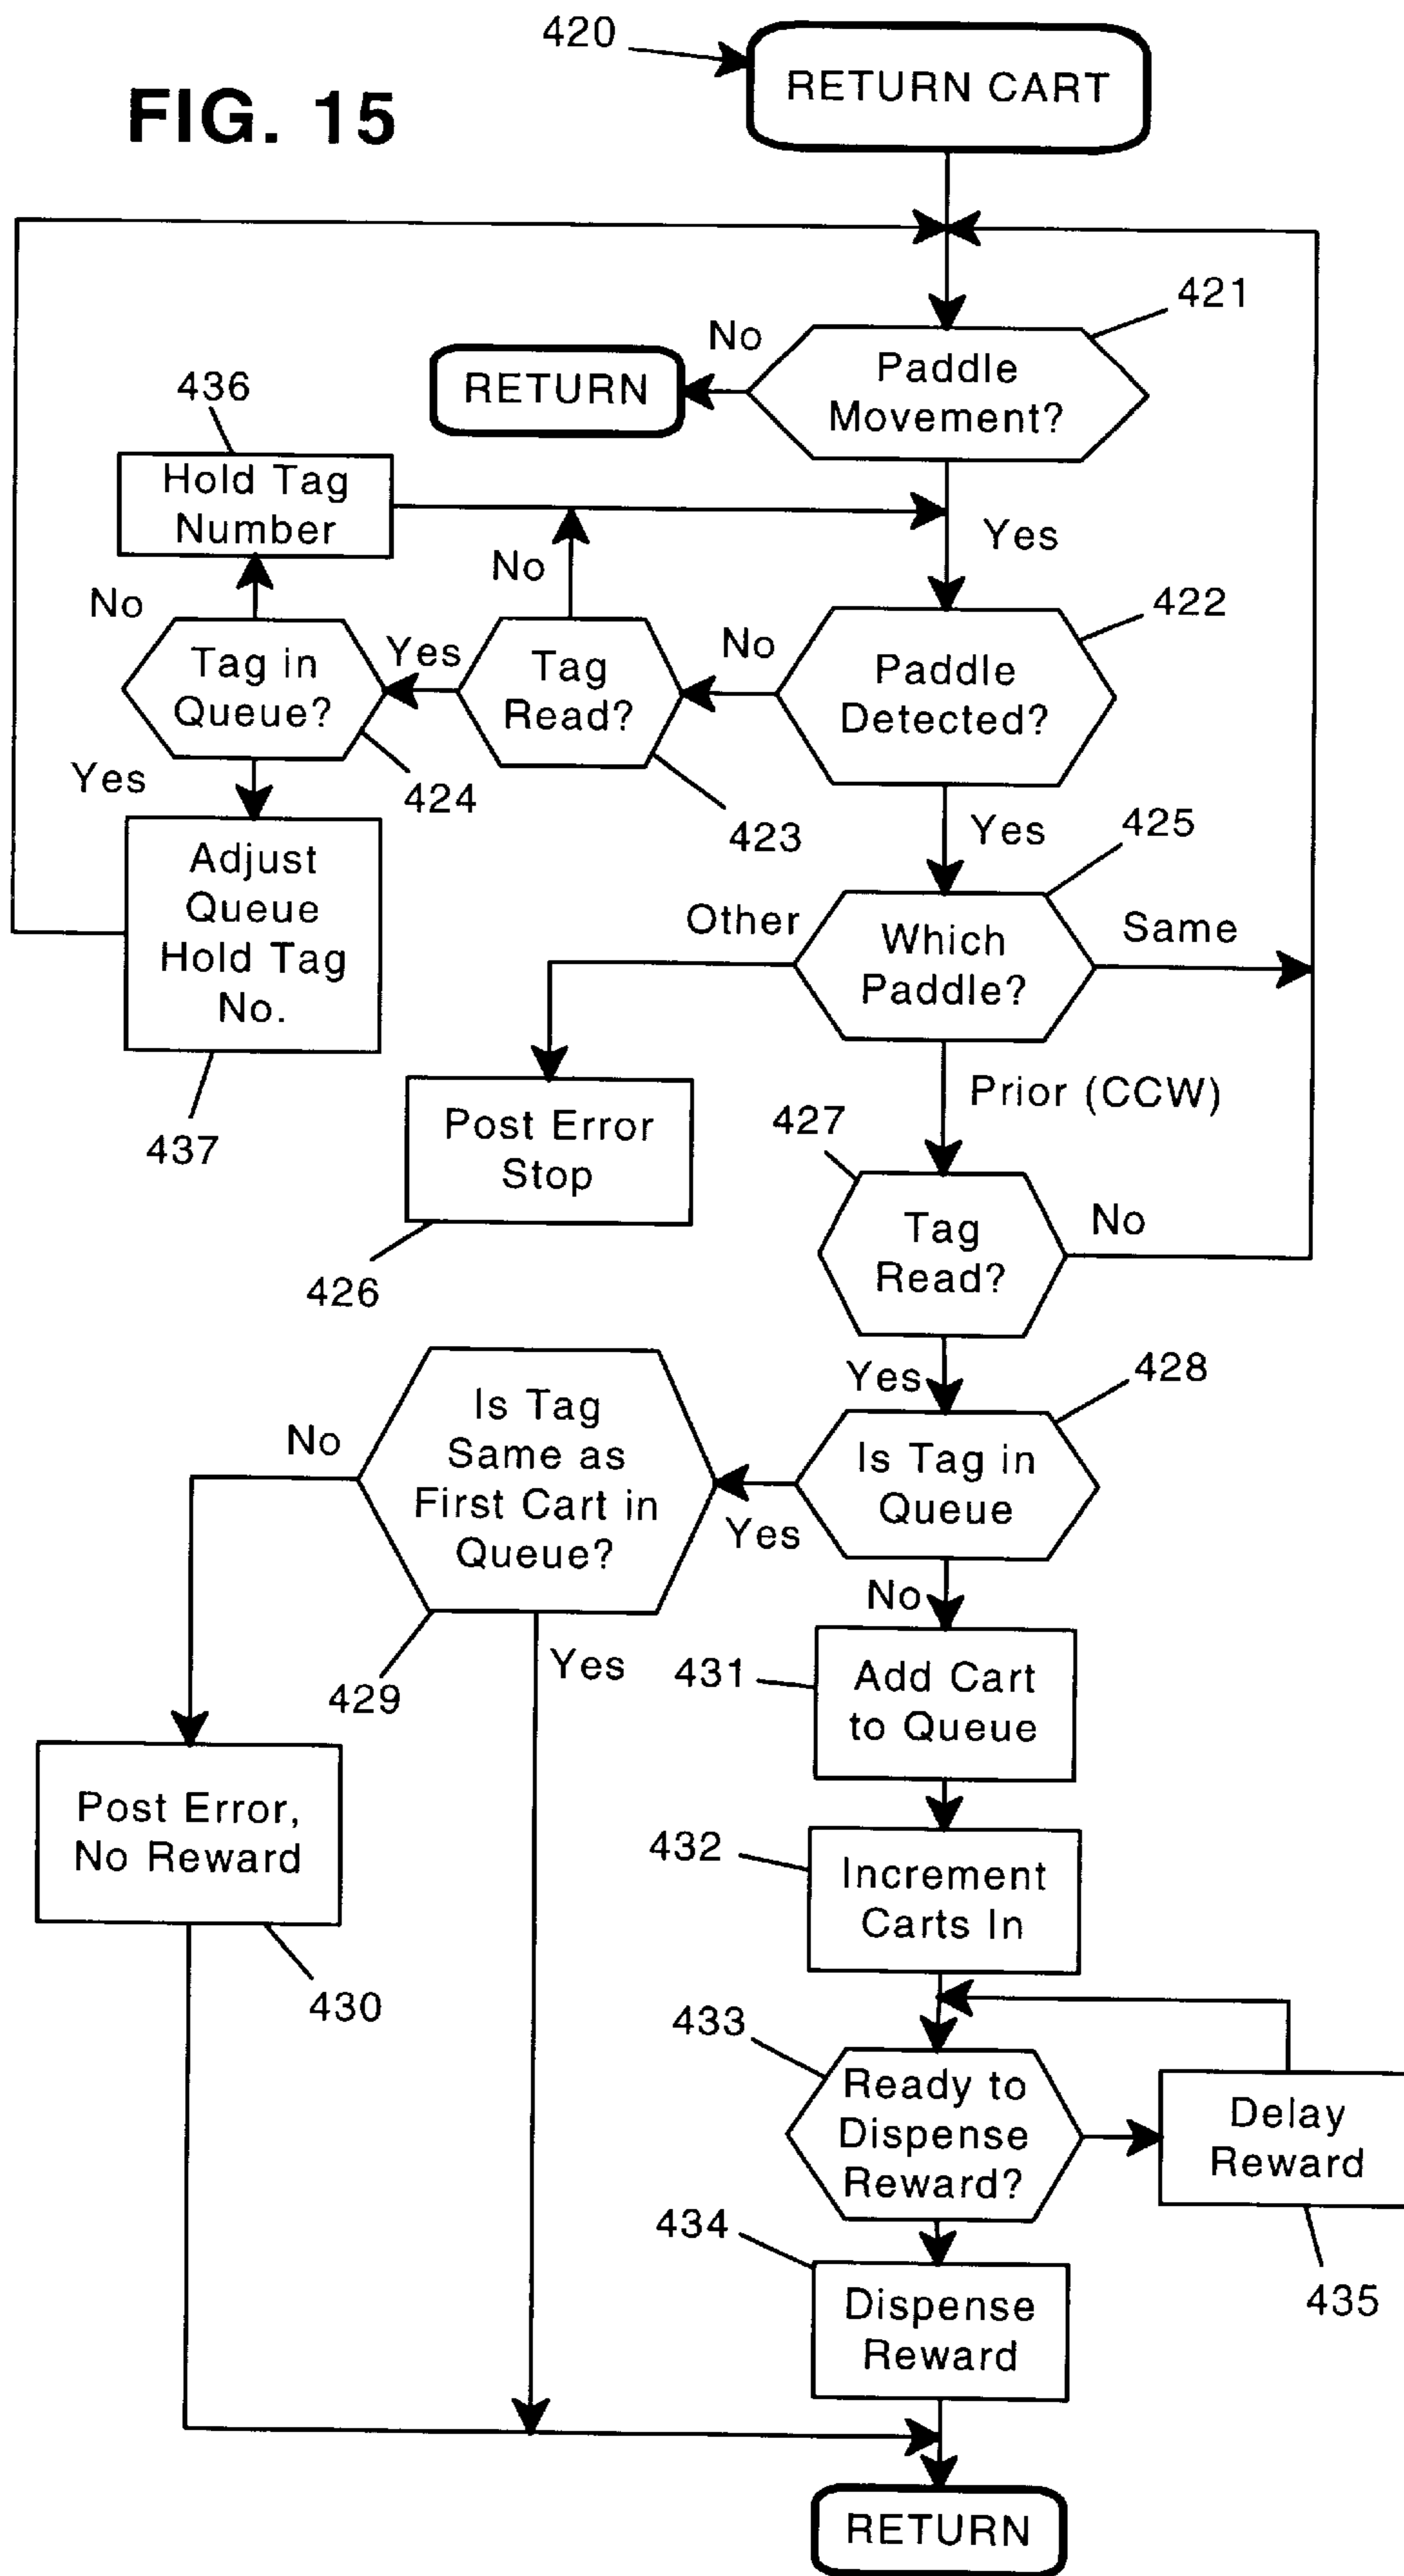 420
RETURN CART
FIG. 15
421
No
Paddle
Movement?
RETURN
436
Hold Tag
Number
Yes
No
No
422
Tag in
Queue?
Yes
Tag
Read?
No
Paddle
Detected?
Yes
424
423
Yes
425
Adjust
Queue
Hold Tag
No.
437
Other
Which
Paddle?
Same
Post Error
Stop
426
Prior (CCW)
427
Tag
Read?
No
Yes
428
No
Is Tag
Same as
First Cart in
Queue?
Yes
Is Tag in
Queue
429
Yes
No
431
Add Cart
to Queue
Post Error,
No Reward
430
432
Increment
Carts In
433
Ready to
Dispense
Reward?
Delay
Reward
435
434
Dispense
Reward
RETURN